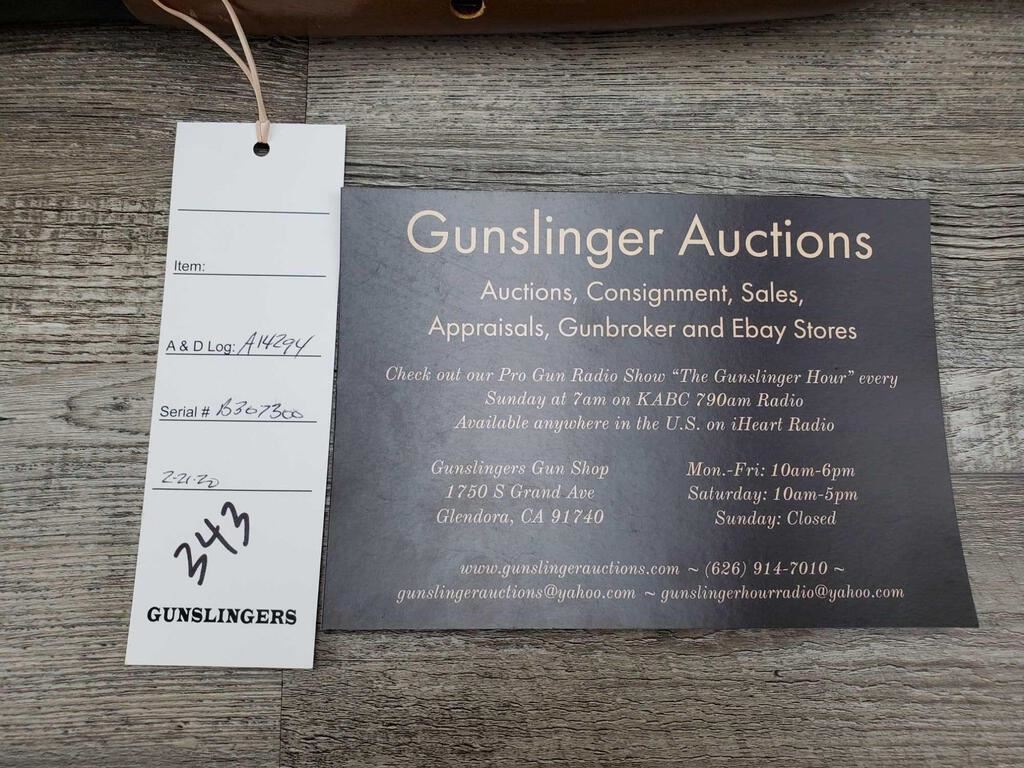 Item:
A & D Log: A14294
Serial # B307300
2-21-20
343
GUNSLINGERS
Gunslinger Auctions
Auctions, Consignment, Sales,
Appraisals, Gunbroker and Ebay Stores
Check out our Pro Gun Radio Show “The Gunslinger Hour” every
Sunday at 7am on KABC 790am Radio
Available anywhere in the U.S. on iHeart Radio
Gunslingers Gun Shop
1750 S Grand Ave
Glendora, CA 91740
Mon.-Fri: 10am-6pm
Saturday: 10am-5pm
Sunday: Closed
www.gunslingerauctions.com ~ (626) 914-7010 ~
gunslingerauctions@yahoo.com ~ gunslingerhourradio@yahoo.com